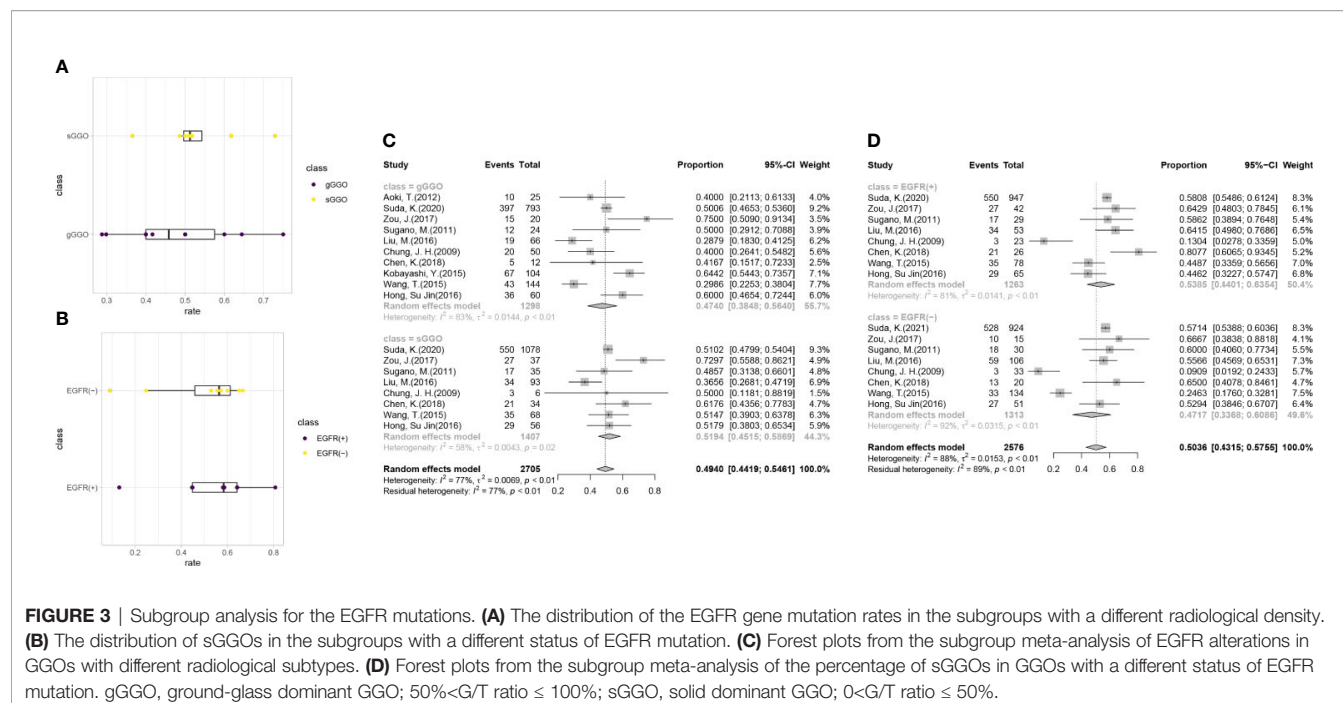 A
sGGO
gGGO
class
0.3 0.4 0.5 0.6 0.7
rate
class
gGGO
sGGO
B
EGFR(−)
EGFR(+)
class
0.2 0.4 0.6 0.8
rate
class
EGFR(+)
EGFR(−)
C
Study Events Total Proportion 95%-CI Weight
class = gGGO
Aoki, T.(2012) 10 25 0.4000 [0.2113; 0.6133] 4.0%
Suda, K.(2020) 397 793 0.5006 [0.4653; 0.5360] 9.2%
Zou, J.(2017) 15 20 0.7500 [0.5090; 0.9134] 4.3%
Sugano, M.(2011) 12 24 0.5000 [0.2912; 0.7088] 3.8%
Liu, M.(2016) 19 66 0.2879 [0.1830; 0.4125] 6.3%
Chung, J. H.(2009) 20 50 0.4000 [0.2641; 0.5482] 5.5%
Chen, K.(2018) 5 12 0.4167 [0.1517; 0.7233] 2.4%
Kobayashi, Y.(2015) 67 104 0.6442 [0.5443; 0.7357] 7.1%
Wang, T.(2015) 43 144 0.2986 [0.2253; 0.3804] 7.2%
Hong, Su Jin(2016) 36 60 0.6000 [0.4654; 0.7244] 6.0%
Random effects model 1298 0.4740 [0.3848; 0.5640] 55.7%
Heterogeneity: I² = 83%, τ² = 0.0144, p < 0.01
class = sGGO
Suda, K.(2020) 550 1078 0.5102 [0.4799; 0.5404] 9.3%
Zou, J.(2017) 27 37 0.7297 [0.5588; 0.8621] 5.3%
Sugano, M.(2011) 17 35 0.4857 [0.3138; 0.6601] 4.7%
Liu, M.(2016) 34 93 0.3656 [0.2681; 0.4719] 6.8%
Chung, J. H.(2009) 3 6 0.5000 [0.1181; 0.8819] 1.4%
Chen, K.(2018) 21 34 0.6176 [0.4356; 0.7783] 4.7%
Wang, T.(2015) 35 68 0.5147 [0.3903; 0.6378] 6.0%
Hong, Su Jin(2016) 29 56 0.5179 [0.3803; 0.6534] 5.7%
Random effects model 1407 0.5194 [0.4515; 0.5869] 44.3%
Heterogeneity: I² = 58%, τ² = 0.0043, p = 0.02
Random effects model 2705 0.4940 [0.4419; 0.5461] 100.0%
Heterogeneity: I² = 77%, τ² = 0.0069, p < 0.01
Residual heterogeneity: I² = 77%, p < 0.01
0.2 0.4 0.6 0.8
D
Study Events Total Proportion 95%−CI Weight
class = EGFR(+)
Suda, K.(2020) 550 947 0.5808 [0.5486; 0.6124] 8.3%
Zou, J.(2017) 27 42 0.6429 [0.4803; 0.7845] 6.1%
Sugano, M.(2011) 17 29 0.5862 [0.3894; 0.7648] 5.4%
Liu, M.(2016) 34 53 0.6415 [0.4980; 0.7686] 6.5%
Chung, J. H.(2009) 3 23 0.1304 [0.0278; 0.3359] 4.9%
Chen, K.(2018) 21 26 0.8077 [0.6065; 0.9345] 5.2%
Wang, T.(2015) 35 78 0.4487 [0.3359; 0.5656] 7.0%
Hong, Su Jin(2016) 29 65 0.4462 [0.3227; 0.5747] 6.8%
Random effects model 1263 0.5385 [0.4401; 0.6354] 50.4%
Heterogeneity: I² = 81%, τ² = 0.0141, p < 0.01
class = EGFR(−)
Suda, K.(2021) 528 924 0.5714 [0.5388; 0.6036] 8.3%
Zou, J.(2017) 10 15 0.6667 [0.3838; 0.8818] 4.1%
Sugano, M.(2011) 18 30 0.6000 [0.4060; 0.7734] 5.4%
Liu, M.(2016) 59 106 0.5566 [0.4569; 0.6531] 7.4%
Chung, J. H.(2009) 3 33 0.0909 [0.0192; 0.2433] 5.7%
Chen, K.(2018) 13 20 0.6500 [0.4078; 0.8461] 4.6%
Wang, T.(2015) 33 134 0.2463 [0.1760; 0.3281] 7.6%
Hong, Su Jin(2016) 27 51 0.5294 [0.3846; 0.6707] 6.4%
Random effects model 1313 0.4717 [0.3368; 0.6086] 49.6%
Heterogeneity: I² = 92%, τ² = 0.0315, p < 0.01
Random effects model 2576 0.5036 [0.4315; 0.5755] 100.0%
Heterogeneity: I² = 88%, τ² = 0.0153, p < 0.01
Residual heterogeneity: I² = 89%, p < 0.01
0.2 0.4 0.6 0.8
FIGURE 3 | Subgroup analysis for the EGFR mutations. (A) The distribution of the EGFR gene mutation rates in the subgroups with a different radiological density.
(B) The distribution of sGGOs in the subgroups with a different status of EGFR mutation. (C) Forest plots from the subgroup meta-analysis of EGFR alterations in
GGOs with different radiological subtypes. (D) Forest plots from the subgroup meta-analysis of the percentage of sGGOs in GGOs with a different status of EGFR
mutation. gGGO, ground-glass dominant GGO; 50%<G/T ratio ≤ 100%; sGGO, solid dominant GGO; 0<G/T ratio ≤ 50%.